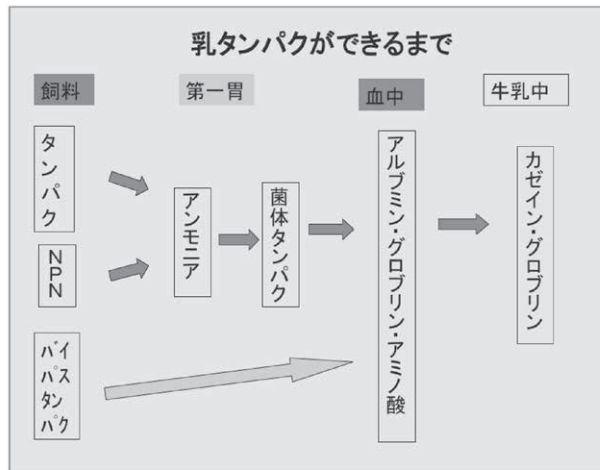 乳タンパクができるまで
飼料
第一胃
血中
牛乳中
タンパク
NPN
バイパスタンパク
アンモニア
菌体タンパク
アルブミン・グロブリン・アミノ酸
カゼイン・グロブリン